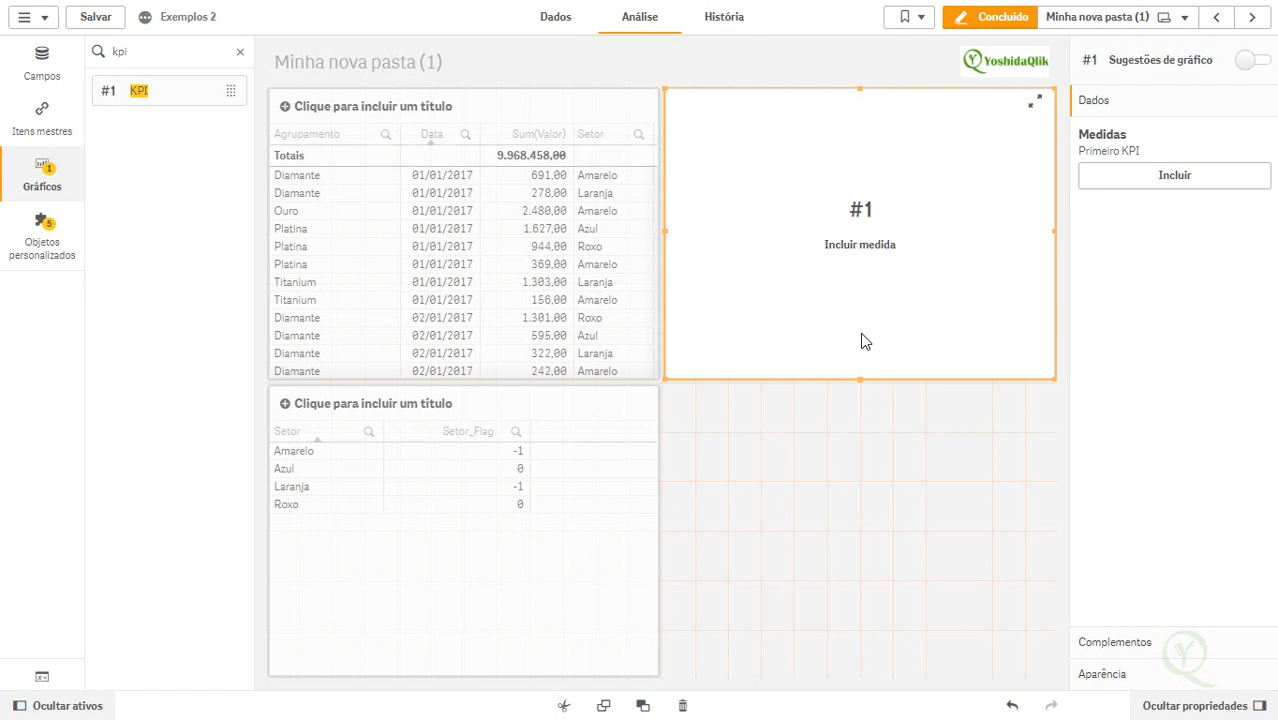 Salvar
Exemplos 2
Dados
Análise
História
Concluído
Minha nova pasta (1)
Campos
Itens mestres
1
Gráficos
5
Objetos
personalizados
kpi
#1 KPI
Minha nova pasta (1)
YoshidaQlik
Clique para incluir um título
Agrupamento Data Sum(Valor) Setor
Totais 9.968.458,00
Diamante 01/01/2017 691,00 Amarelo
Diamante 01/01/2017 278,00 Laranja
Ouro 01/01/2017 2.480,00 Amarelo
Platina 01/01/2017 1.627,00 Azul
Platina 01/01/2017 944,00 Roxo
Platina 01/01/2017 369,00 Amarelo
Titanium 01/01/2017 1.303,00 Laranja
Titanium 01/01/2017 156,00 Amarelo
Diamante 02/01/2017 1.301,00 Roxo
Diamante 02/01/2017 595,00 Azul
Diamante 02/01/2017 322,00 Laranja
Diamante 02/01/2017 242,00 Amarelo
#1
Incluir medida
Clique para incluir um título
Setor Setor_Flag
Amarelo -1
Azul 0
Laranja -1
Roxo 0
#1 Sugestões de gráfico
Dados
Medidas
Primeiro KPI
Incluir
Complementos
Aparência
Ocultar ativos
Ocultar propriedades